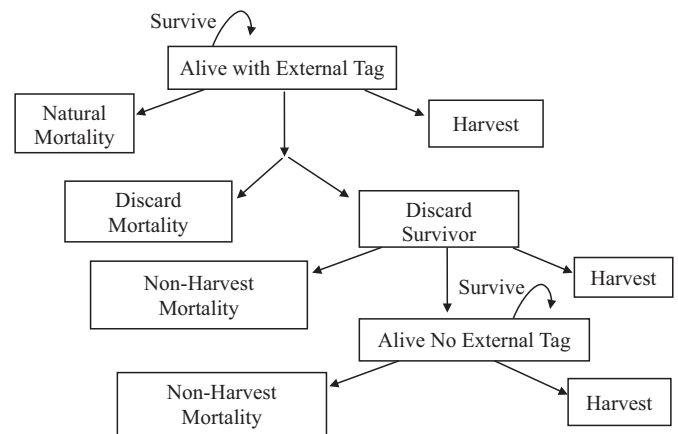 Survive
Alive with External Tag
Natural
Mortality
Harvest
Discard
Mortality
Discard
Survivor
Non-Harvest
Mortality
Harvest
Survive
Alive No External Tag
Non-Harvest
Mortality
Harvest